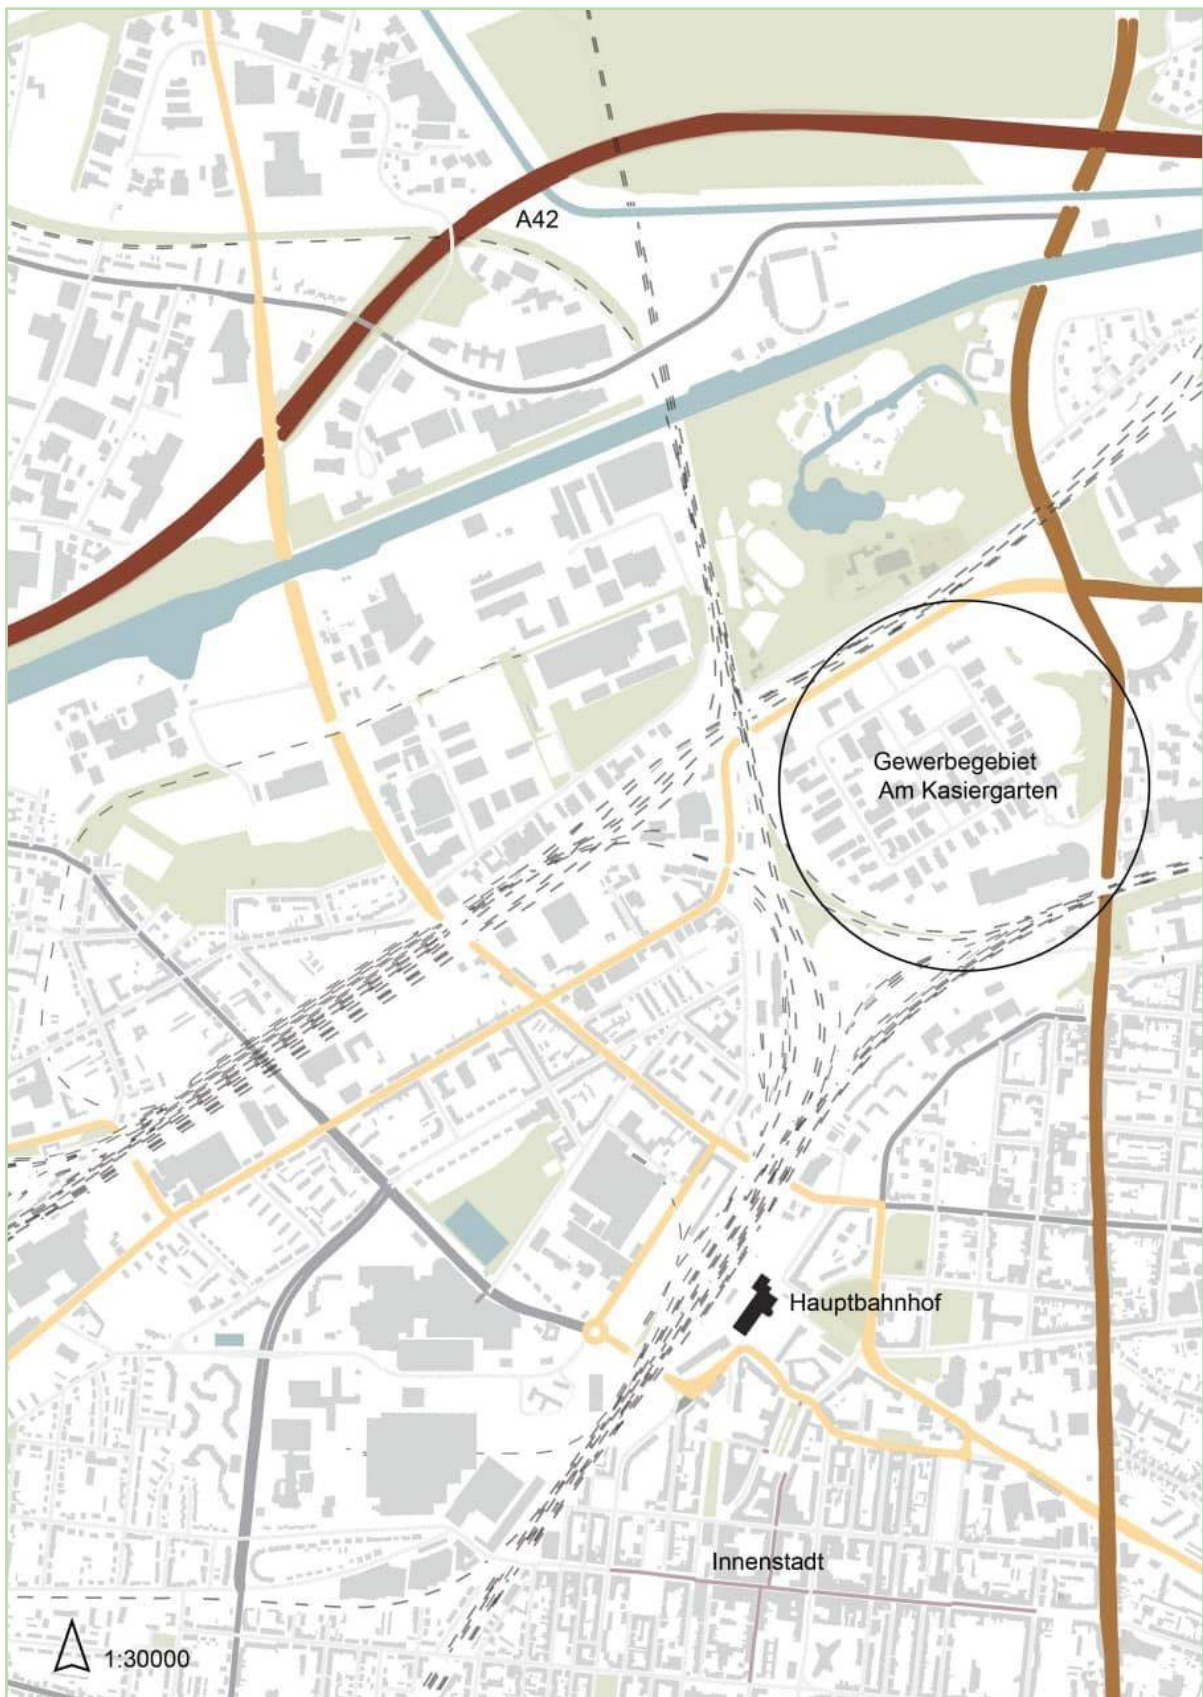 A42
Gewerbegebiet
Am Kasiergarten
Hauptbahnhof
Innenstadt
1:30000